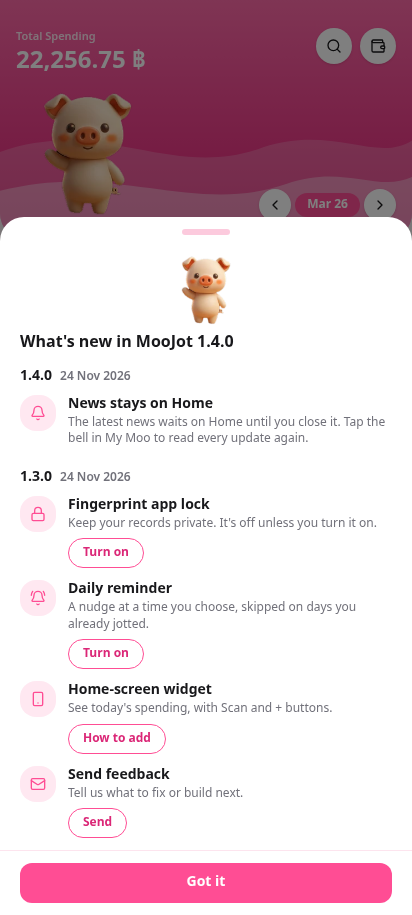 Total Spending
22,256.75 ฿
Mar 26
What's new in MooJot 1.4.0
1.4.0 24 Nov 2026
News stays on Home
The latest news waits on Home until you close it. Tap the
bell in My Moo to read every update again.
1.3.0 24 Nov 2026
Fingerprint app lock
Keep your records private. It's off unless you turn it on.
Turn on
Daily reminder
A nudge at a time you choose, skipped on days you
already jotted.
Turn on
Home-screen widget
See today's spending, with Scan and + buttons.
How to add
Send feedback
Tell us what to fix or build next.
Send
Got it